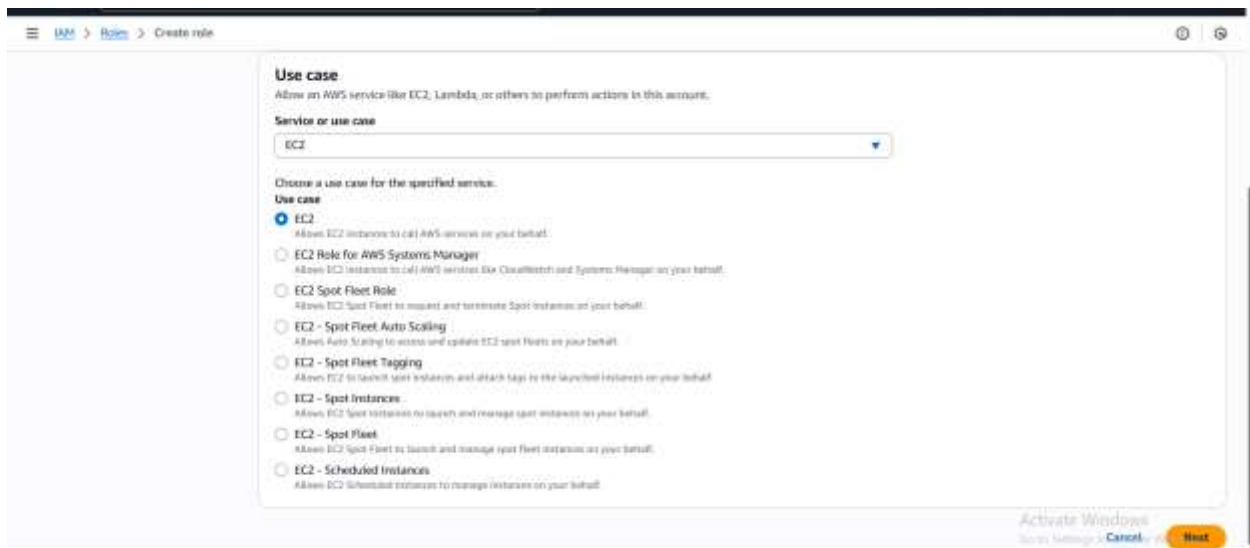 IAM > Roles > Create role
Use case
Allow an AWS service like EC2, Lambda, or others to perform actions in this account.
Service or use case
EC2
Choose a use case for the specified service.
Use case
EC2
Allows EC2 instances to call AWS services on your behalf.
EC2 Role for AWS Systems Manager
Allows EC2 instances to call AWS services like CloudWatch and Systems Manager on your behalf.
EC2 Spot Fleet Role
Allows EC2 Spot Fleet to request and terminate Spot Instances on your behalf.
EC2 - Spot Fleet Auto Scaling
Allows Auto Scaling to access and update EC2 spot fleets on your behalf.
EC2 - Spot Fleet Tagging
Allows EC2 to launch spot instances and attach tags to the launched instances on your behalf.
EC2 - Spot Instances
Allows EC2 Spot Instances to launch and manage spot instances on your behalf.
EC2 - Spot Fleet
Allows EC2 Spot Fleet to launch and manage spot fleet instances on your behalf.
EC2 - Scheduled Instances
Allows EC2 Scheduled Instances to manage instances on your behalf.
Activate Windows
Go to Settings
Cancel
Next